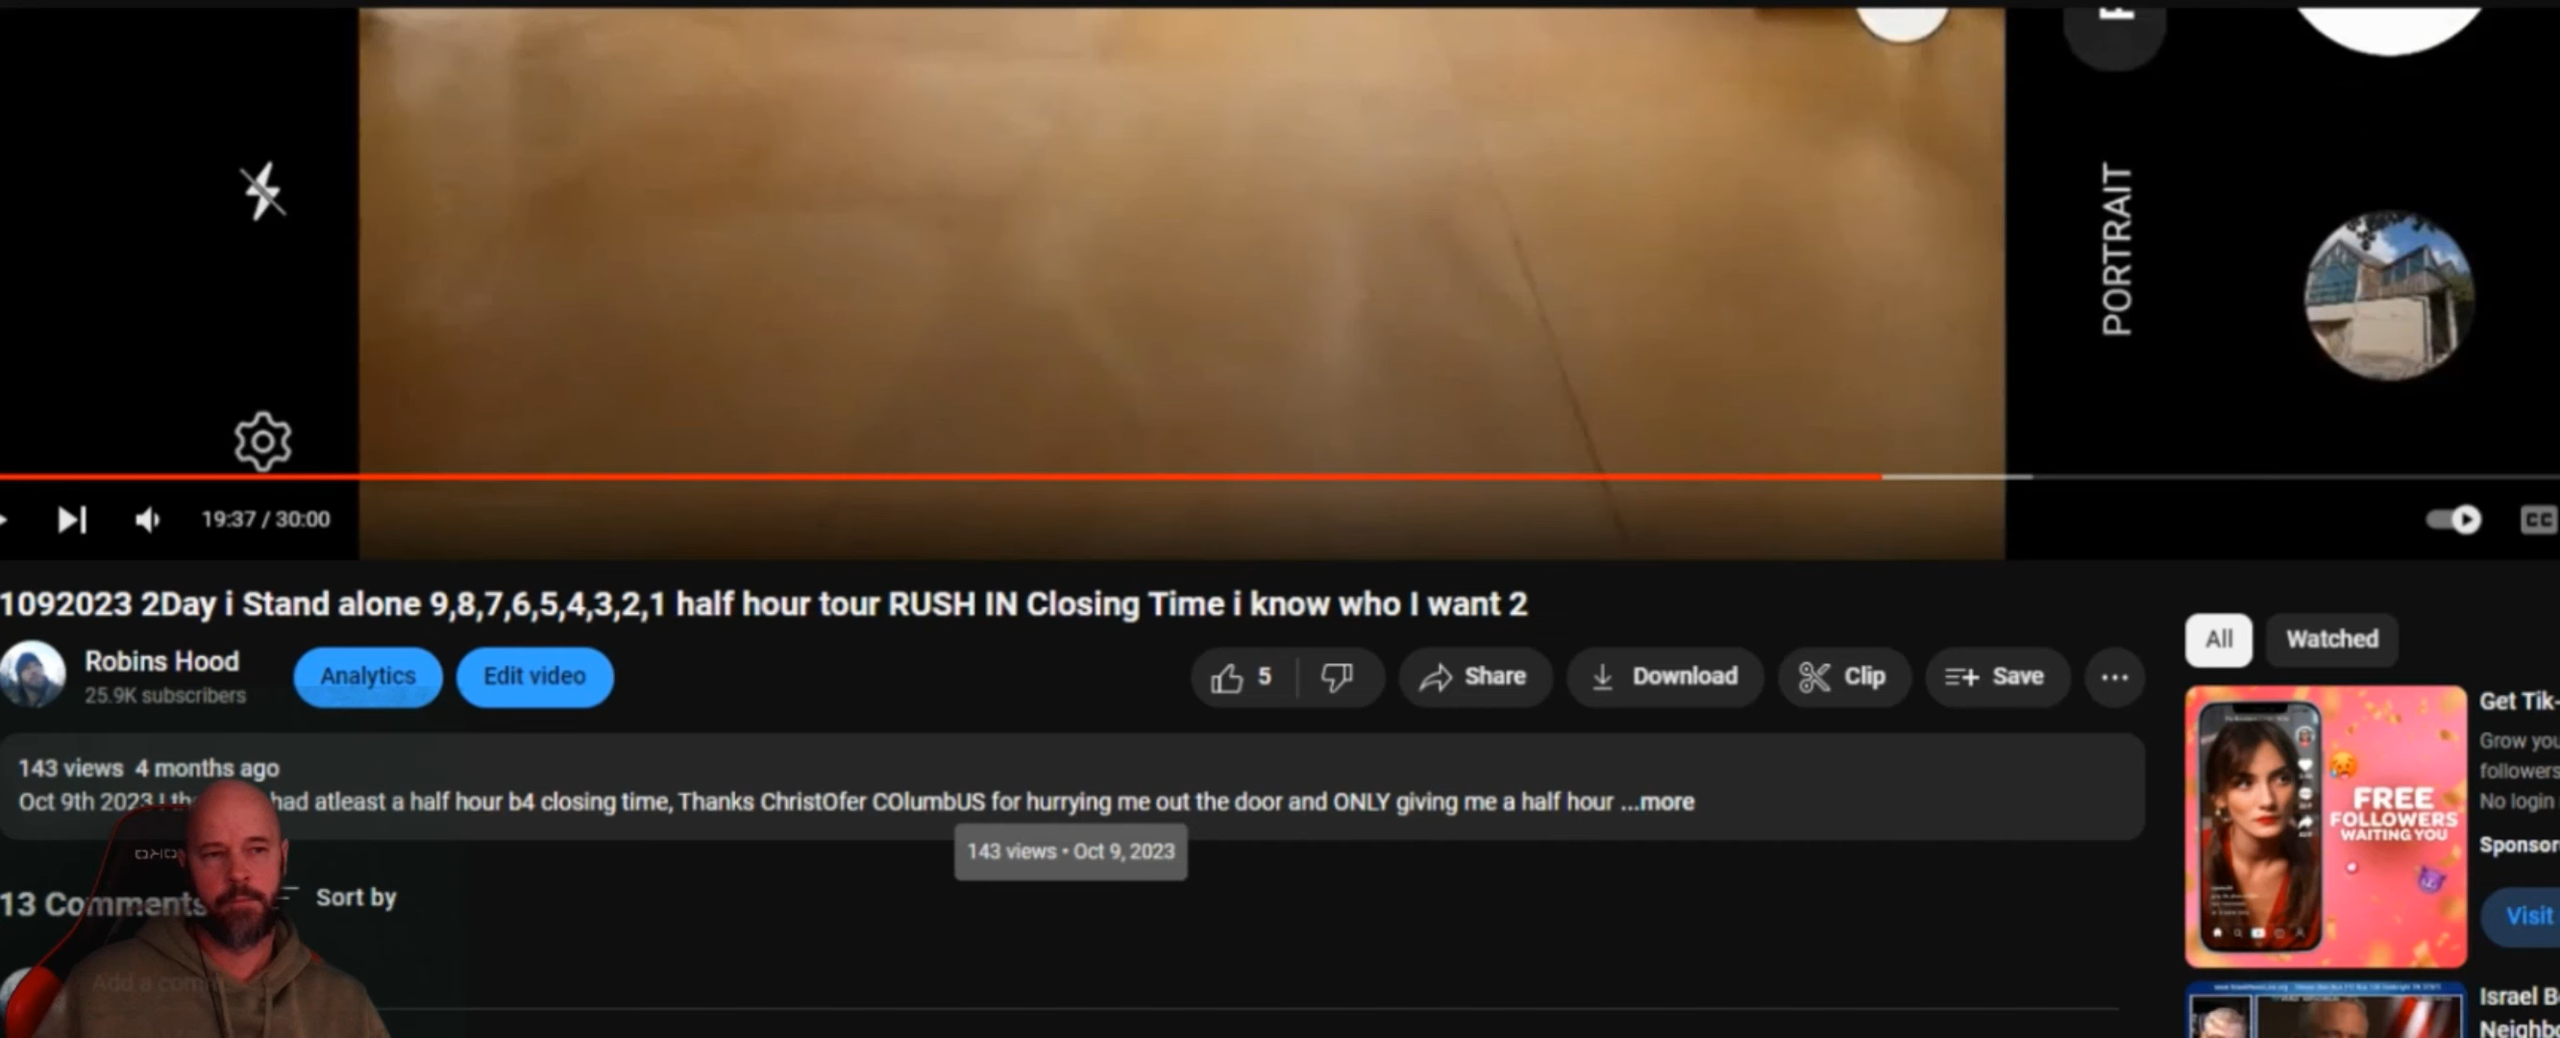 PORTRAIT
19:37 / 30:00
CC
1092023 2Day i Stand alone 9,8,7,6,5,4,3,2,1 half hour tour RUSH IN Closing Time i know who I want 2
Robins Hood
25.9K subscribers
Analytics
Edit video
5
Share
Download
Clip
Save
143 views 4 months ago
Oct 9th 2023 I had atleast a half hour b4 closing time, Thanks ChristOfer COlumbUS for hurrying me out the door and ONLY giving me a half hour ...more
143 views • Oct 9, 2023
13 Comments
Sort by
Add a com
All
Watched
FREE
FOLLOWERS
WAITING YOU
Get Tik-
Grow you
followers
No login
Sponsor
Visit
Israel B
Neighb